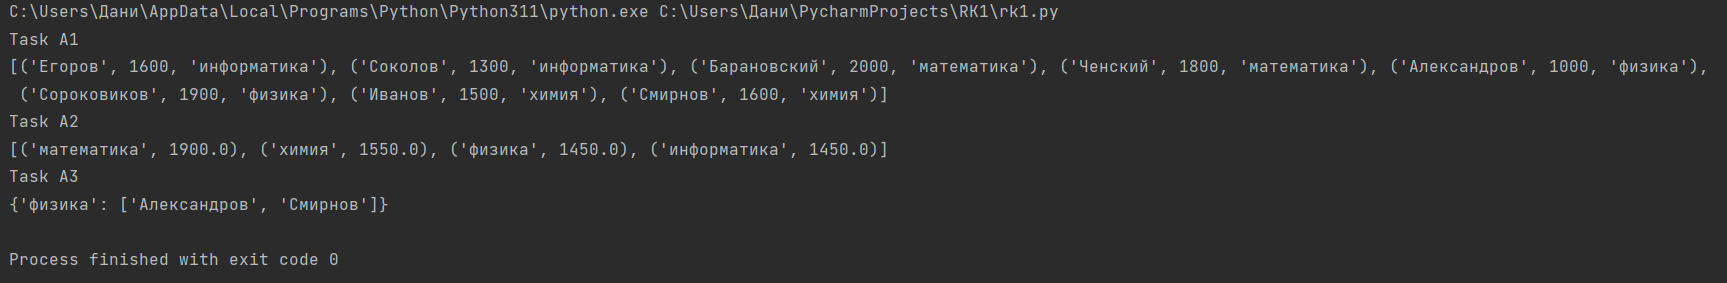 C:\Users\Дани\AppData\Local\Programs\Python\Python311\python.exe C:\Users\Дани\PycharmProjects\RK1\rk1.py
Task A1
[('Егоров', 1600, 'информатика'), ('Соколов', 1300, 'информатика'), ('Барановский', 2000, 'математика'), ('Ченский', 1800, 'математика'), ('Александров', 1000, 'физика'),
('Сороковиков', 1900, 'физика'), ('Иванов', 1500, 'химия'), ('Смирнов', 1600, 'химия')]
Task A2
[('математика', 1900.0), ('химия', 1550.0), ('физика', 1450.0), ('информатика', 1450.0)]
Task A3
{'физика': ['Александров', 'Смирнов']}
Process finished with exit code 0